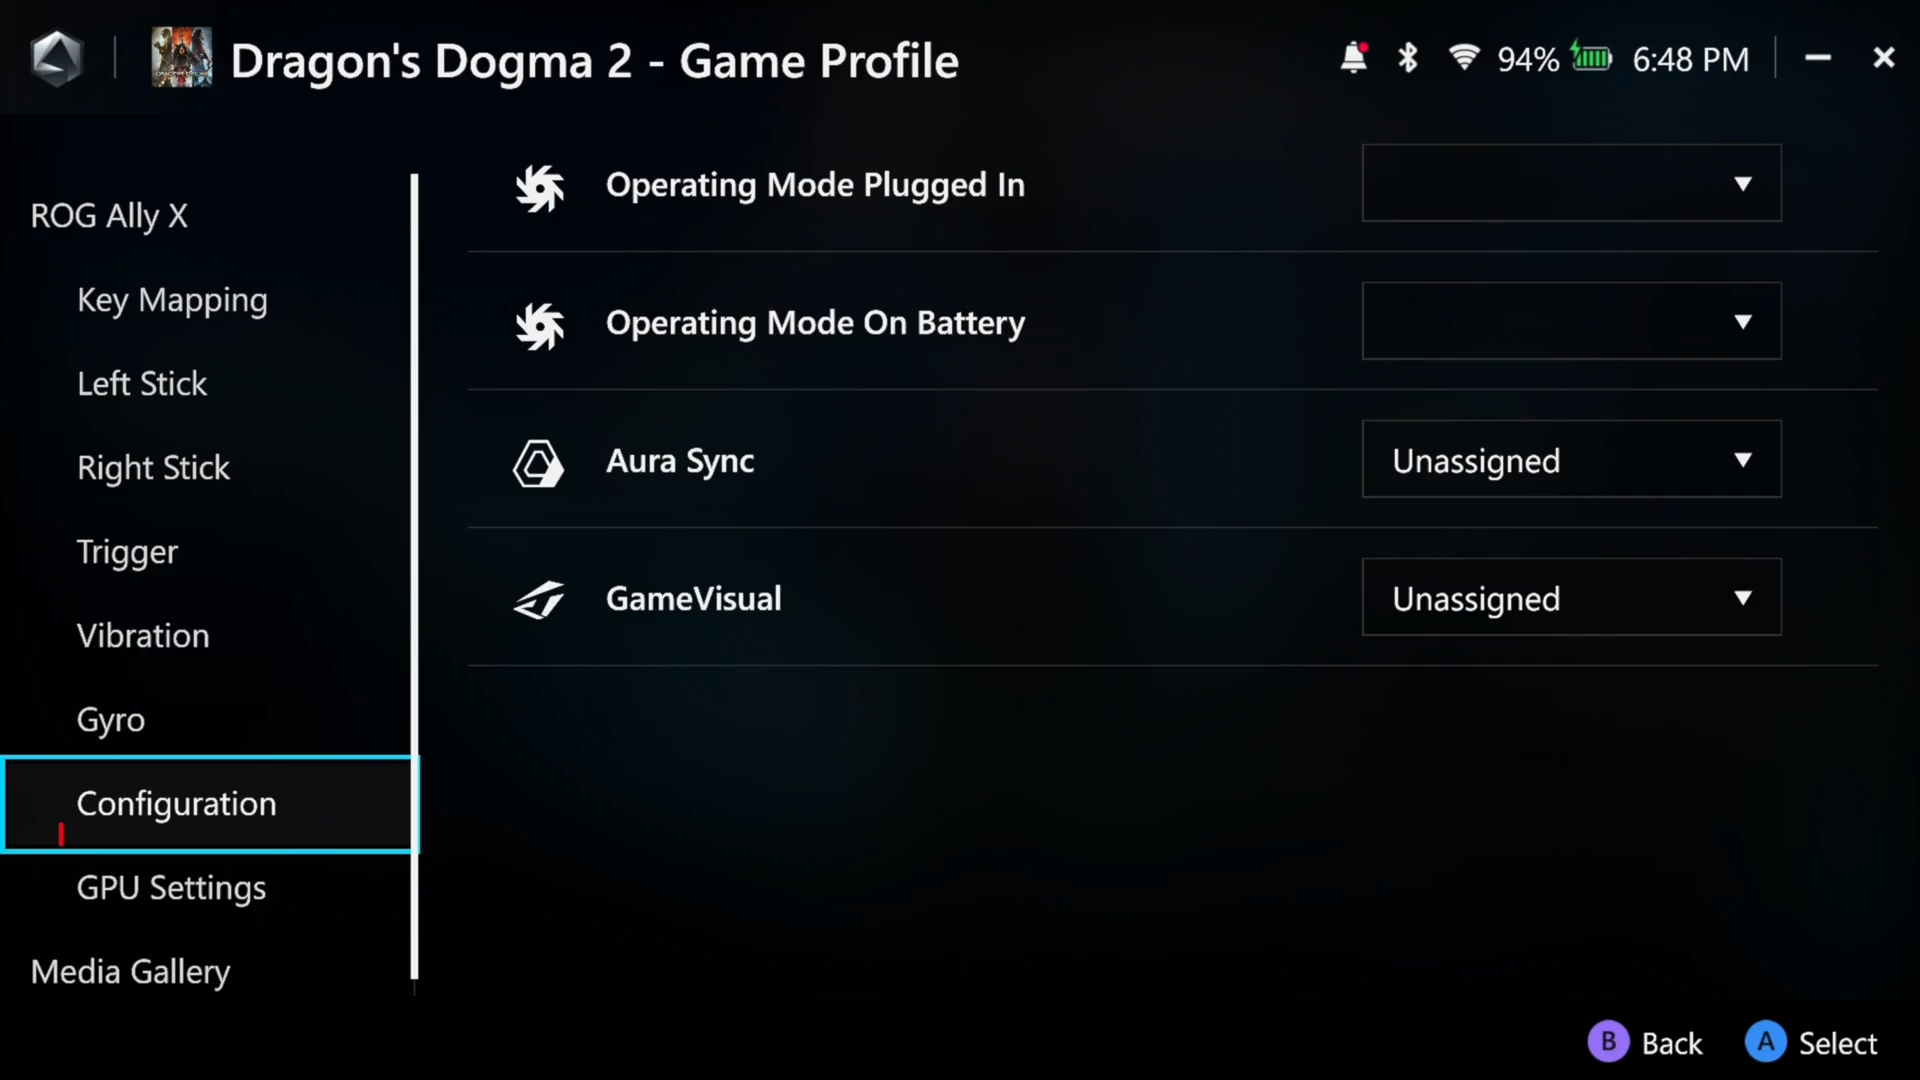 Dragon's Dogma 2 - Game Profile
94%
6:48 PM
ROG Ally X
Key Mapping
Left Stick
Right Stick
Trigger
Vibration
Gyro
Configuration
GPU Settings
Media Gallery
Operating Mode Plugged In
Operating Mode On Battery
Aura Sync
Unassigned
GameVisual
Unassigned
B Back
A Select